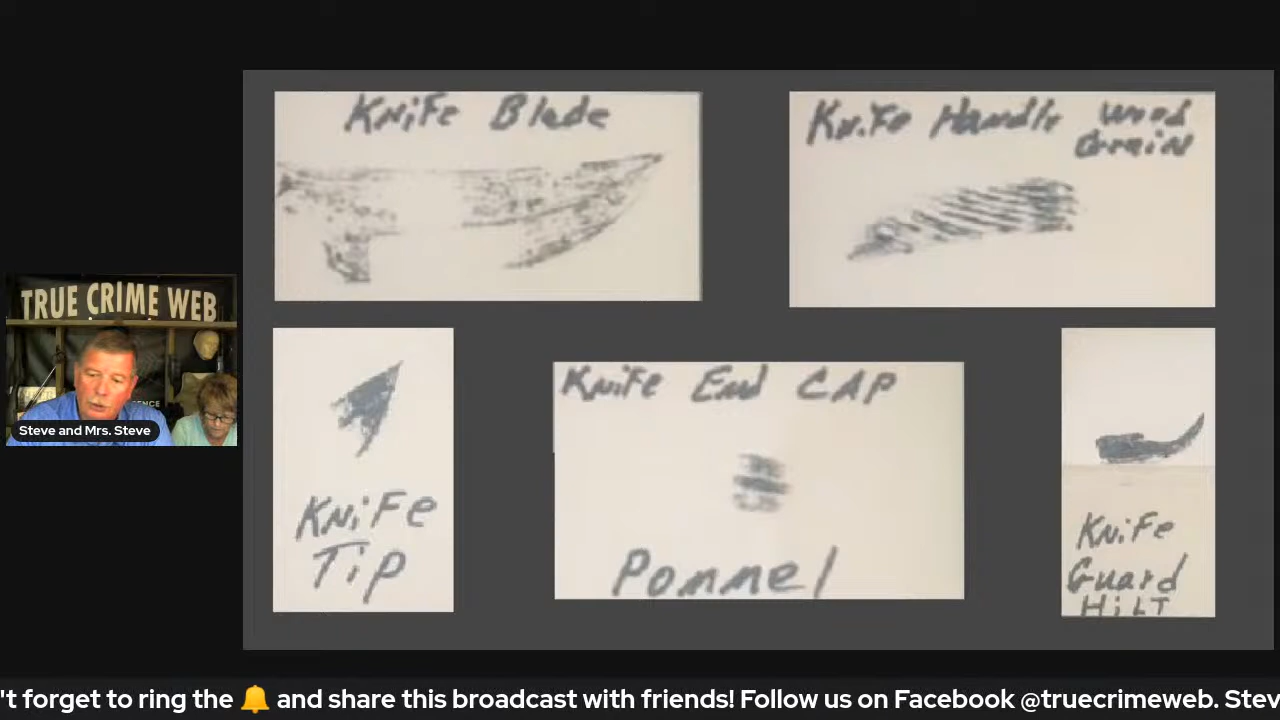 Knife Blade
Knife Handle Wood
Grain
TRUE CRIME WEB
ENCE
Steve and Mrs. Steve
Knife
Tip
Knife End CAP
Pommel
Knife
Guard
HiLT
't forget to ring the 🔔 and share this broadcast with friends! Follow us on Facebook @truecrimeweb. Stev